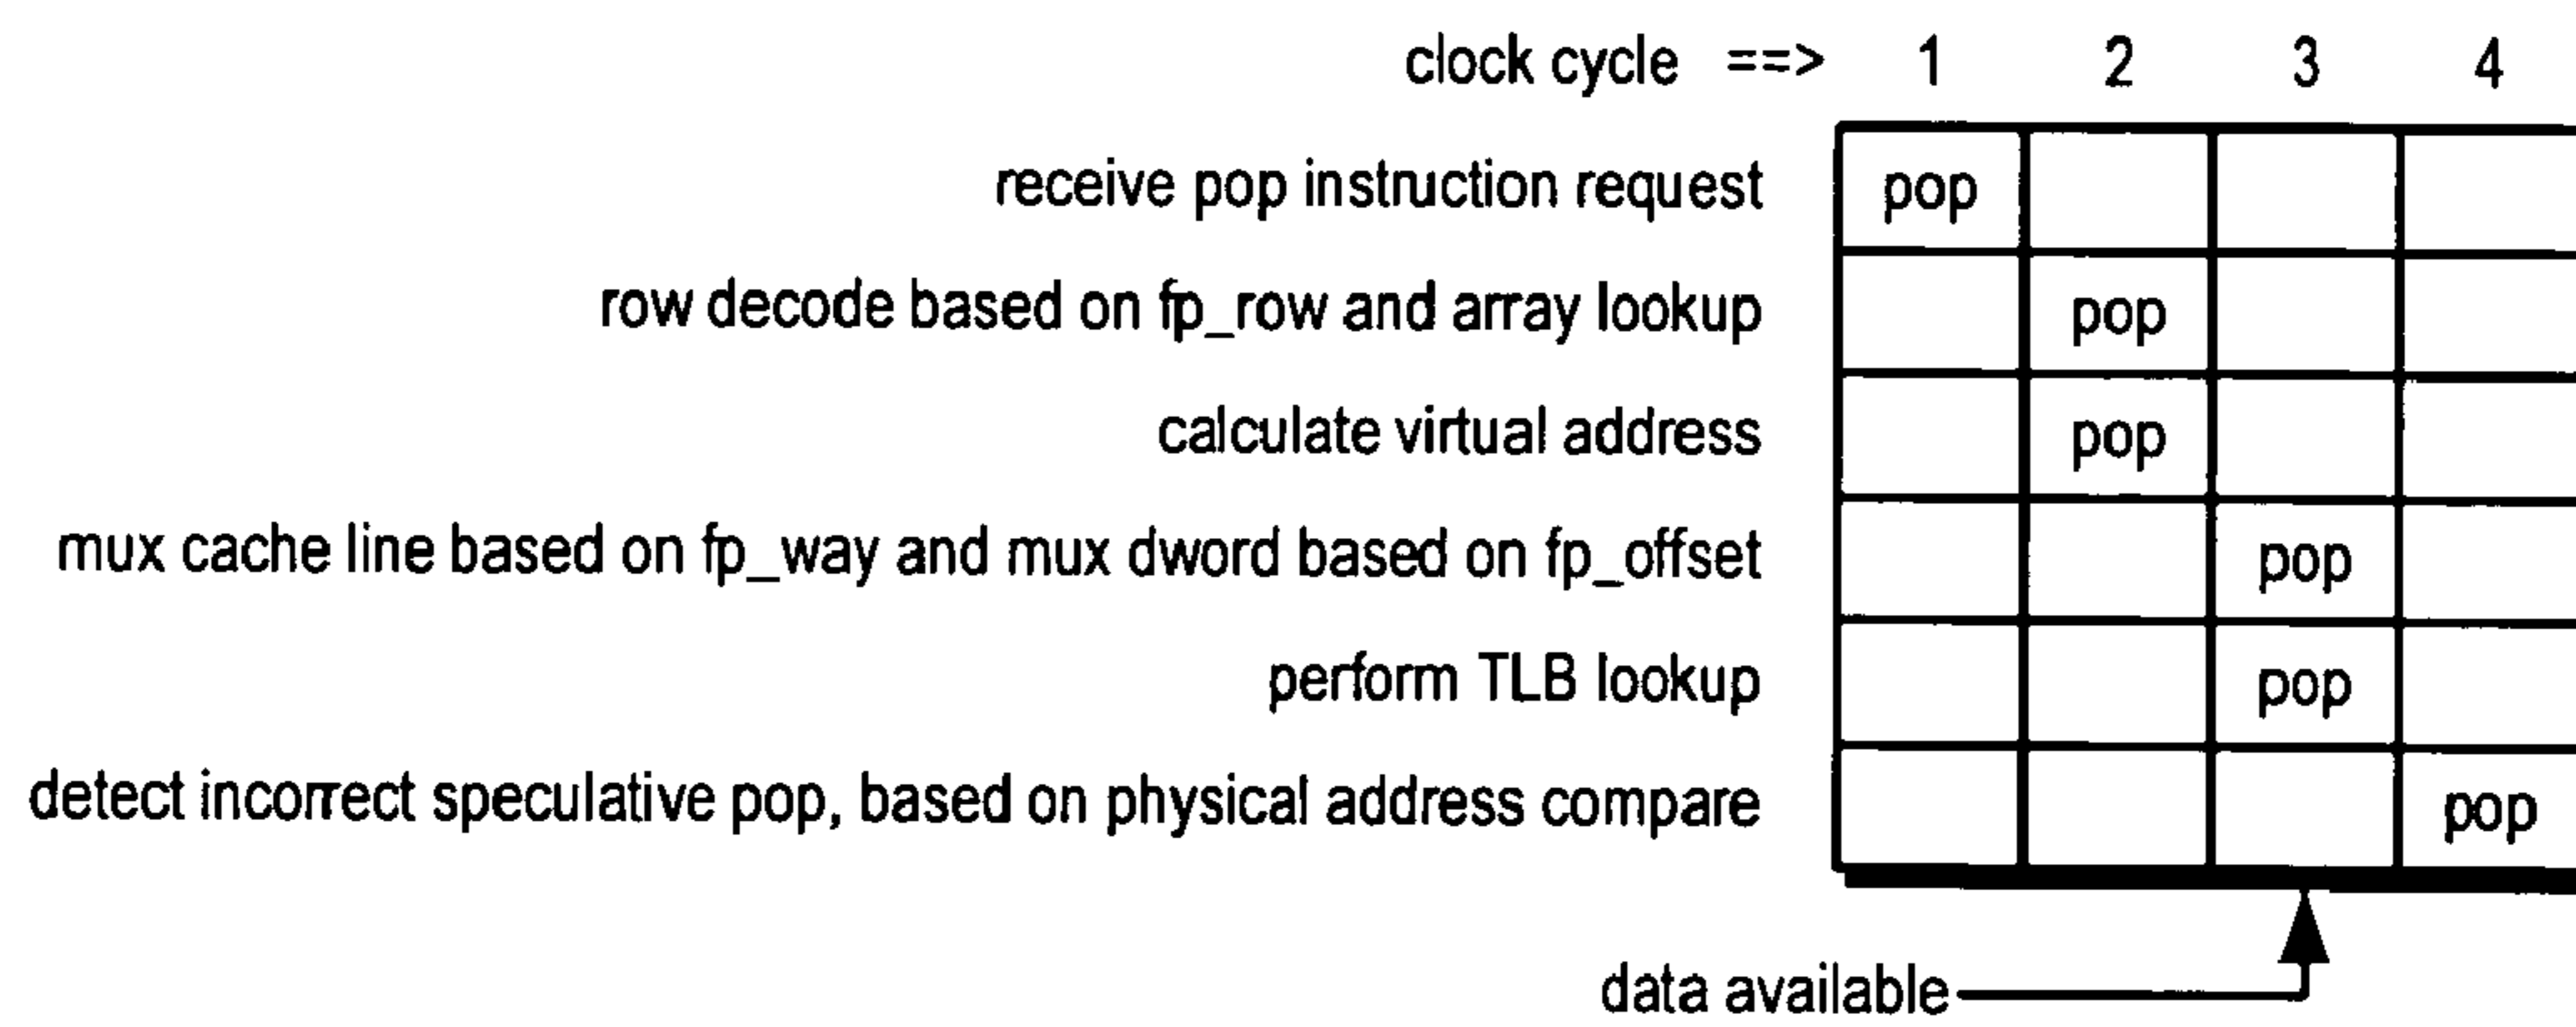 clock cycle ==> 1 2 3 4
receive pop instruction request pop
row decode based on fp_row and array lookup pop
calculate virtual address pop
mux cache line based on fp_way and mux dword based on fp_offset pop
perform TLB lookup pop
detect incorrect speculative pop, based on physical address compare pop
data available